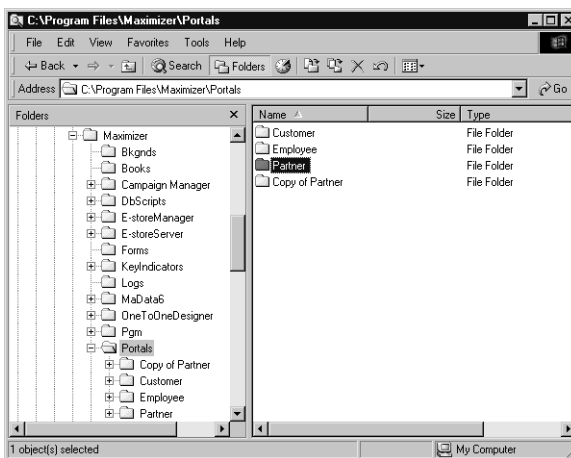 C:\Program Files\Maximizer\Portals
File Edit View Favorites Tools Help
Back Search Folders
Address C:\Program Files\Maximizer\Portals Go
Folders
Maximizer
Bkgnds
Books
Campaign Manager
DbScripts
E-storeManager
E-storeServer
Forms
KeyIndicators
Logs
MaData6
OneToOneDesigner
Pgm
Portals
Copy of Partner
Customer
Employee
Partner
Name Size Type
Customer File Folder
Employee File Folder
Partner File Folder
Copy of Partner File Folder
1 object(s) selected My Computer